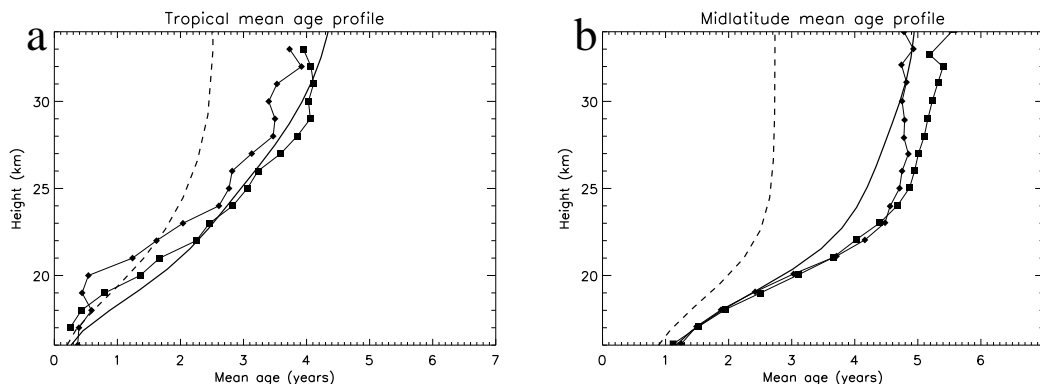 a
Tropical mean age profile
Height (km)
30
25
20
0 1 2 3 4 5 6 7
Mean age (years)
b
Midlatitude mean age profile
Height (km)
30
25
20
0 1 2 3 4 5 6
Mean age (years)